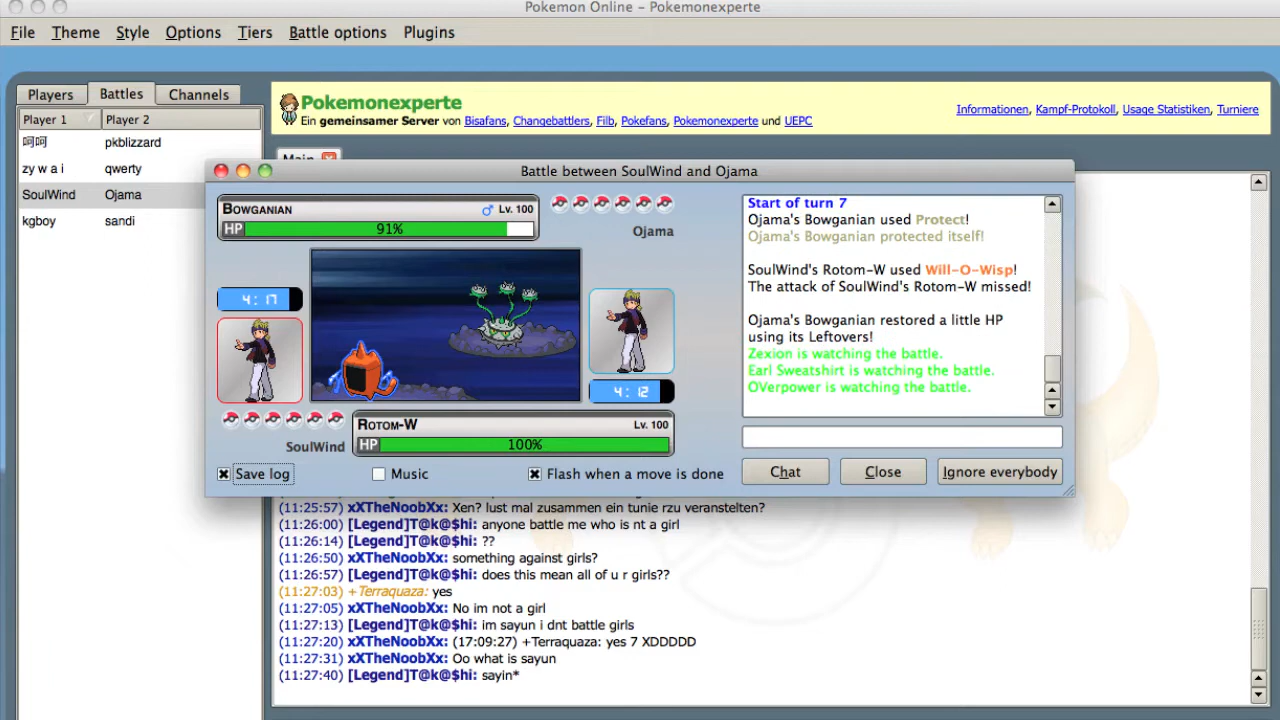 Pokemon Online – Pokemonexperte
File Theme Style Options Tiers Battle options Plugins
Players Battles Channels
Player 1 Player 2
呵呵 pkblizzard
zy w a i qwerty
SoulWind Ojama
kgboy sandi
Pokemonexperte
Ein gemeinsamer Server von Bisafans, Changebattlers, Filb, Pokefans, Pokemonexperte und UEPC
Informationen, Kampf-Protokoll, Usage Statistiken, Turniere
Main
Battle between SoulWind and Ojama
BOWGANIAN ♂ Lv. 100
HP 91%
Ojama
4:17
4:12
SoulWind
ROTOM-W Lv. 100
HP 100%
Save log Music Flash when a move is done
Start of turn 7
Ojama's Bowganian used Protect!
Ojama's Bowganian protected itself!
SoulWind's Rotom-W used Will-O-Wisp!
The attack of SoulWind's Rotom-W missed!
Ojama's Bowganian restored a little HP
using its Leftovers!
Zexion is watching the battle.
Earl Sweatshirt is watching the battle.
OVerpower is watching the battle.
Chat Close Ignore everybody
(11:25:57) xXTheNoobXx: Xen? lust mal zusammen ein tunie rzu veranstelten?
(11:26:00) [Legend]T@k@$hi: anyone battle me who is nt a girl
(11:26:14) [Legend]T@k@$hi: ??
(11:26:50) xXTheNoobXx: something against girls?
(11:26:57) [Legend]T@k@$hi: does this mean all of u r girls??
(11:27:03) +Terraquaza: yes
(11:27:05) xXTheNoobXx: No im not a girl
(11:27:13) [Legend]T@k@$hi: im sayun i dnt battle girls
(11:27:20) xXTheNoobXx: (17:09:27) +Terraquaza: yes 7 XDDDDD
(11:27:31) xXTheNoobXx: Oo what is sayun
(11:27:40) [Legend]T@k@$hi: sayin*